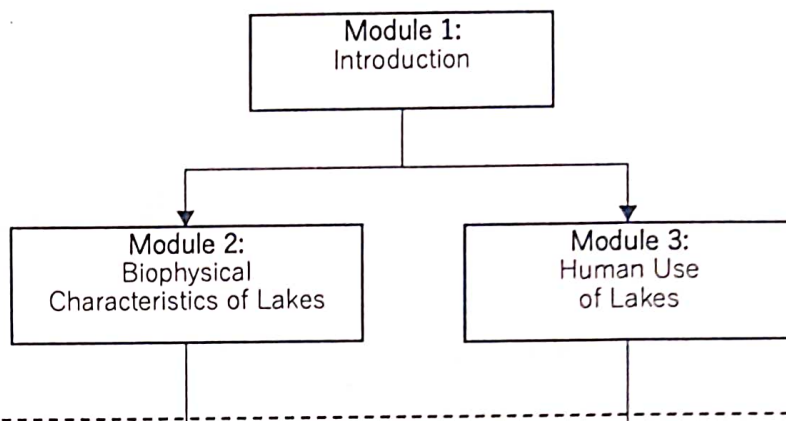 Module 1:
Introduction
Module 2:
Biophysical
Characteristics of Lakes
Module 3:
Human Use
of Lakes